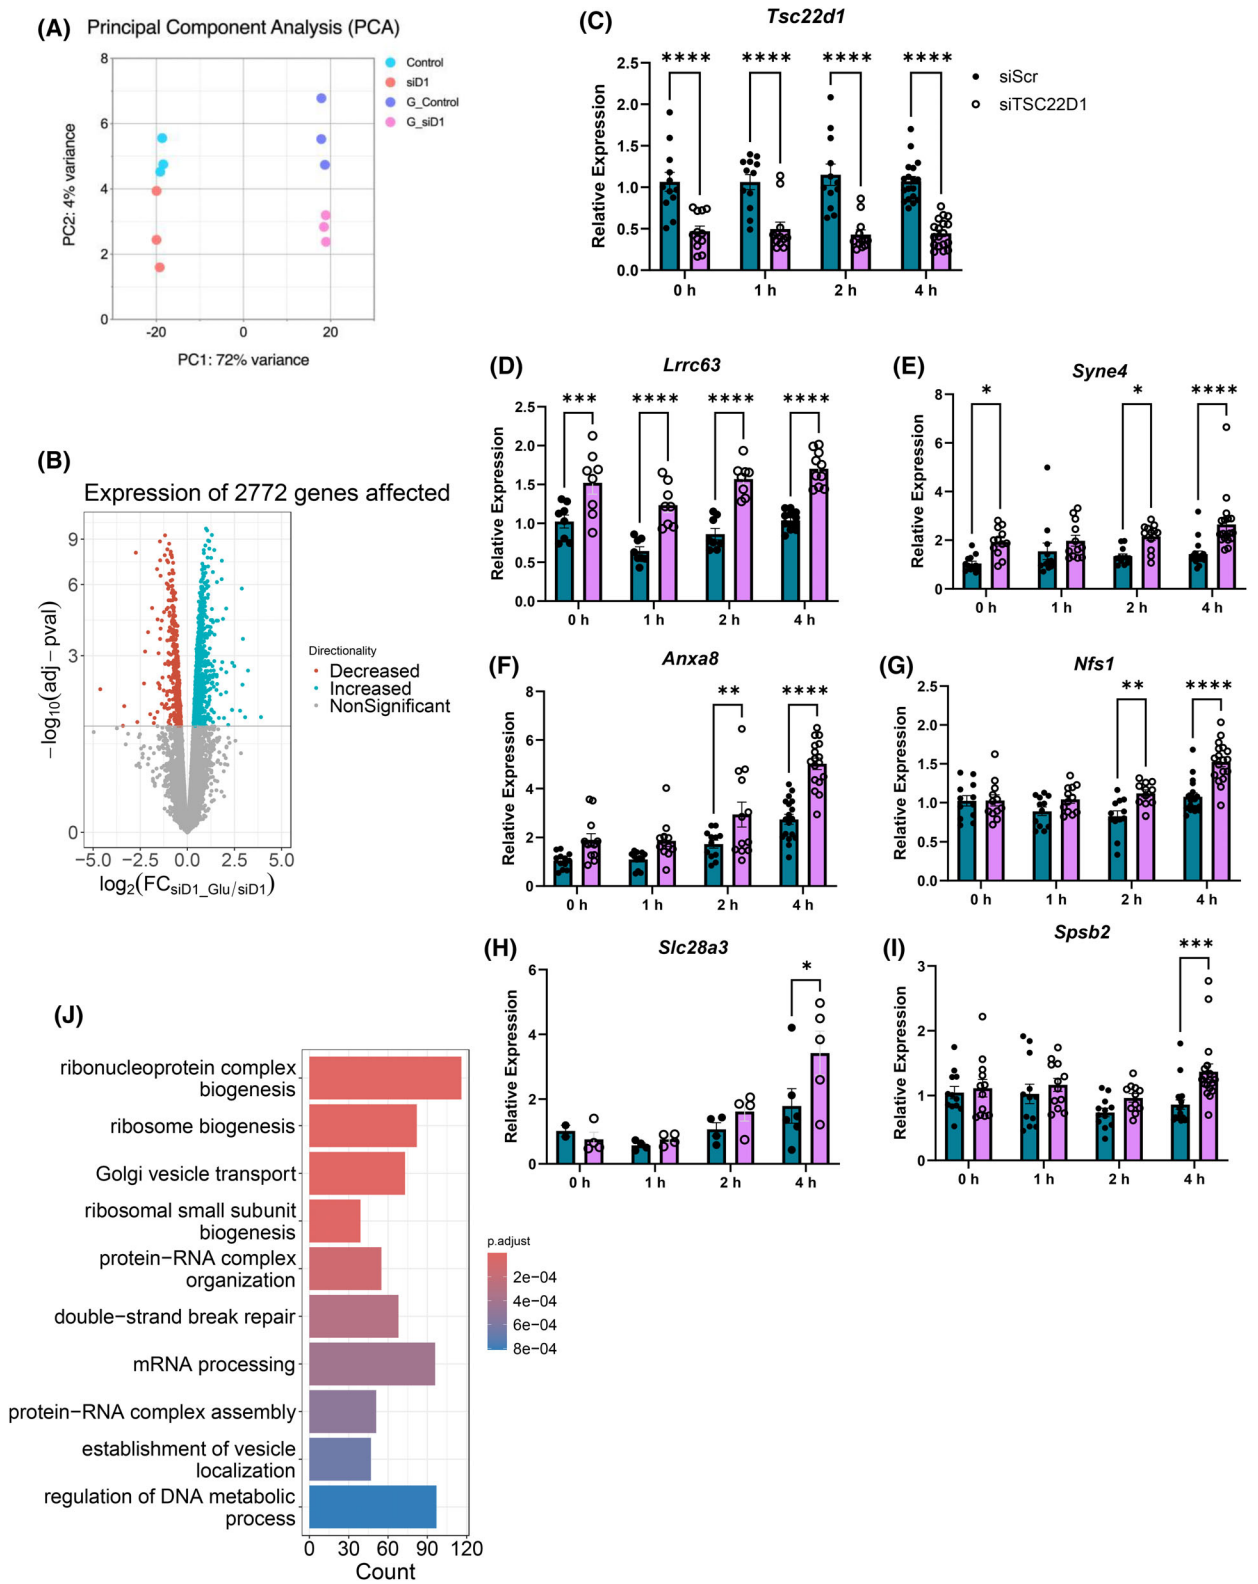 (A) Principal Component Analysis (PCA)
8
6
4
2
0
-20
0
20
PC2: 4% variance
PC1: 72% variance
Control
siD1
G_Control
G_siD1
(B)
Expression of 2772 genes affected
9
6
3
0
−5.0
−2.5
0.0
2.5
5.0
−log10(adj−pval)
log2(FCsiD1_Glu/siD1)
Directionality
Decreased
Increased
NonSignificant
(C)
Tsc22d1
**** **** **** ****
2.5
2.0
1.5
1.0
0.5
0.0
Relative Expression
0 h 1 h 2 h 4 h
siScr
siTSC22D1
(D)
Lrrc63
*** **** **** ****
2.5
2.0
1.5
1.0
0.5
0.0
Relative Expression
0 h 1 h 2 h 4 h
(E)
Syne4
* * ****
8
6
4
2
0
Relative Expression
0 h 1 h 2 h 4 h
(F)
Anxa8
** ****
8
6
4
2
0
Relative Expression
0 h 1 h 2 h 4 h
(G)
Nfs1
** ****
2.5
2.0
1.5
1.0
0.5
0.0
Relative Expression
0 h 1 h 2 h 4 h
(H)
Slc28a3
*
6
4
2
0
Relative Expression
0 h 1 h 2 h 4 h
(I)
Spsb2
***
3
2
1
0
Relative Expression
0 h 1 h 2 h 4 h
(J)
ribonucleoprotein complex
biogenesis
ribosome biogenesis
Golgi vesicle transport
ribosomal small subunit
biogenesis
protein−RNA complex
organization
double−strand break repair
mRNA processing
protein−RNA complex assembly
establishment of vesicle
localization
regulation of DNA metabolic
process
0 30 60 90 120
Count
p.adjust
2e−04
4e−04
6e−04
8e−04